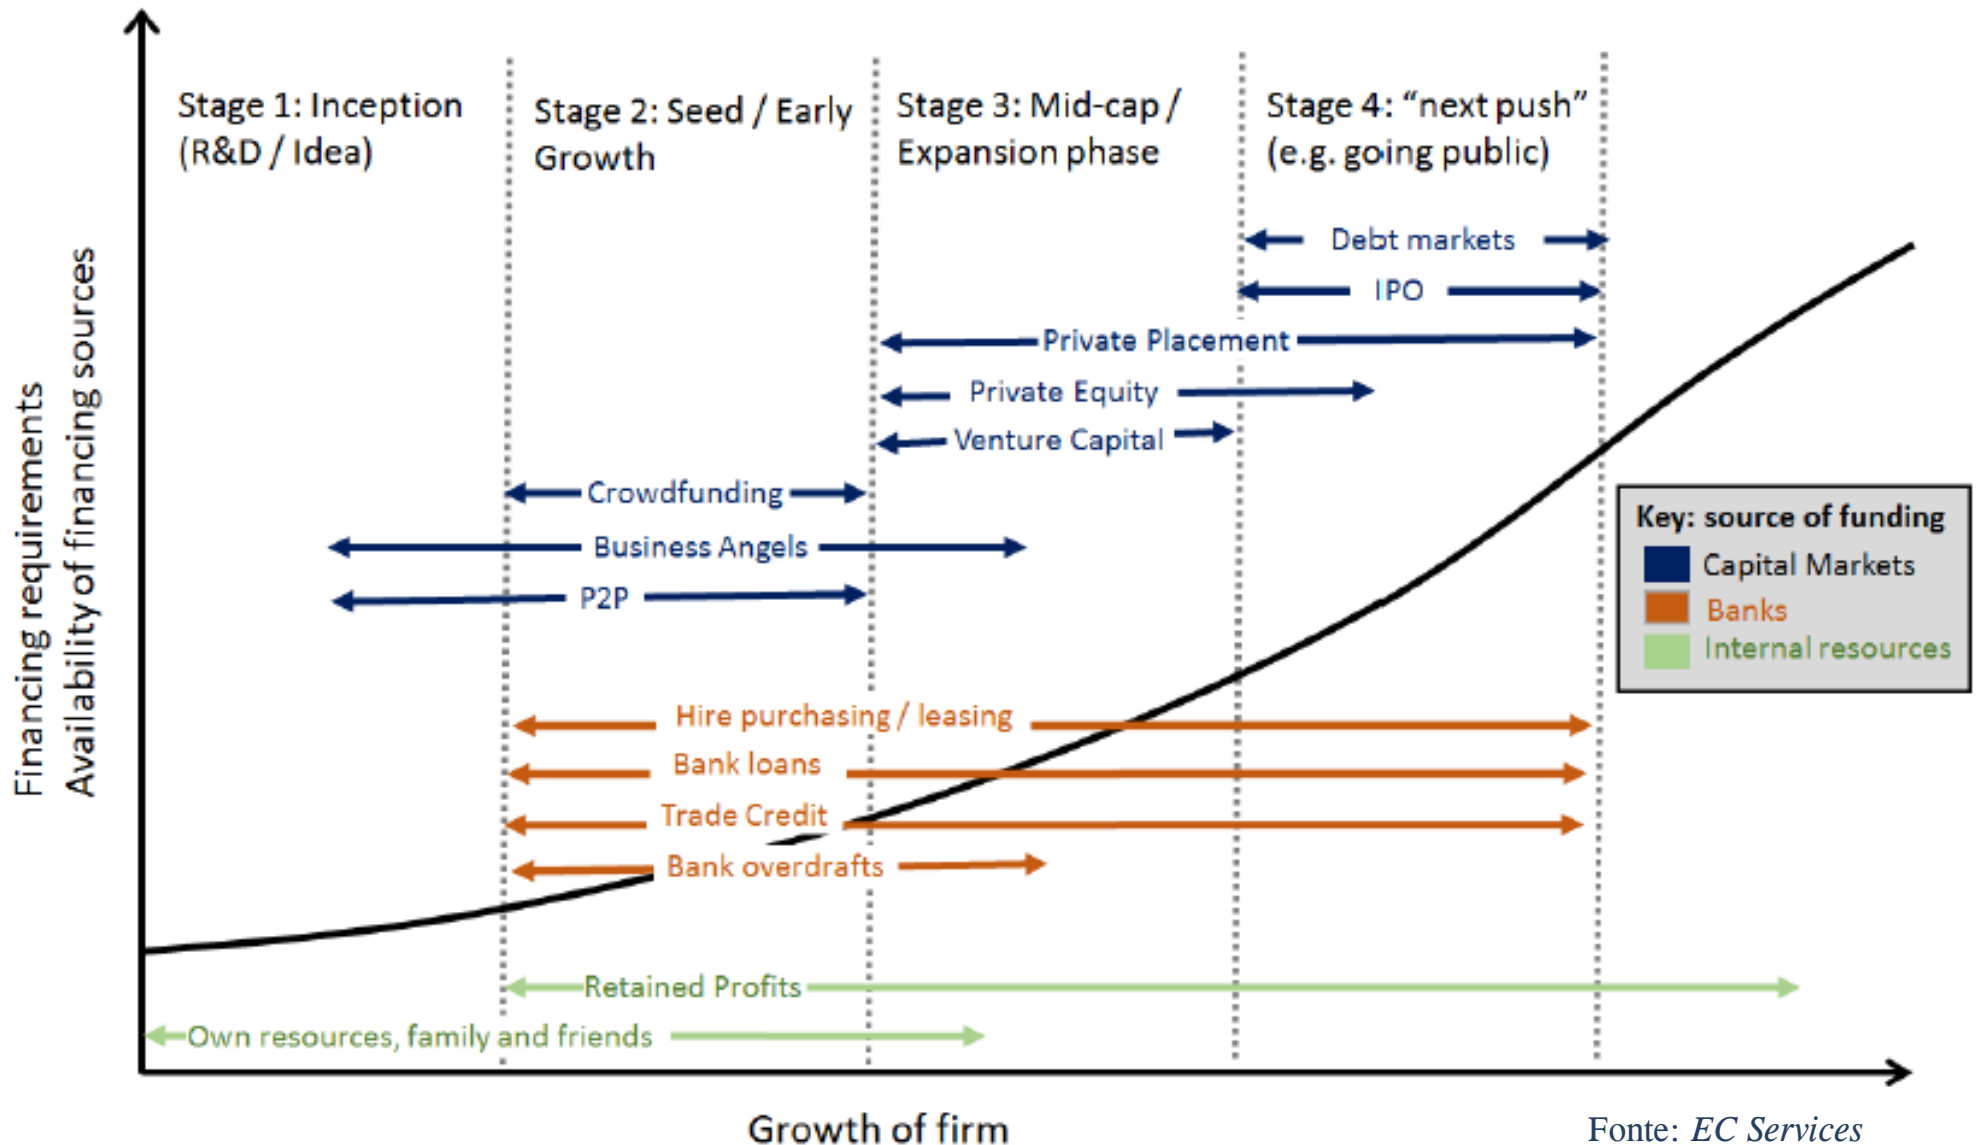 Stage 1: Inception
(R&D / Idea)
Stage 2: Seed / Early
Growth
Stage 3: Mid-cap /
Expansion phase
Stage 4: “next push”
(e.g. going public)
Debt markets
IPO
Private Placement
Private Equity
Venture Capital
Crowdfunding
Business Angels
P2P
Hire purchasing / leasing
Bank loans
Trade Credit
Bank overdrafts
Retained Profits
Own resources, family and friends
Financing requirements
Availability of financing sources
Key: source of funding
Capital Markets
Banks
Internal resources
Growth of firm
Fonte: EC Services